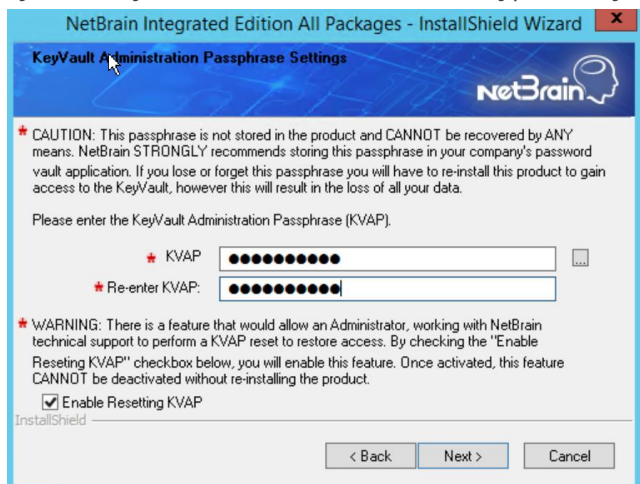 NetBrain Integrated Edition All Packages - InstallShield Wizard
KeyVault Administration Passphrase Settings
NetBrain
* CAUTION: This passphrase is not stored in the product and CANNOT be recovered by ANY
means. NetBrain STRONGLY recommends storing this passphrase in your company's password
vault application. If you lose or forget this passphrase you will have to re-install this product to gain
access to the KeyVault, however this will result in the loss of all your data.
Please enter the KeyVault Administration Passphrase (KVAP).
* KVAP ●●●●●●●●●● ...
* Re-enter KVAP: ●●●●●●●●●●
* WARNING: There is a feature that would allow an Administrator, working with NetBrain
technical support to perform a KVAP reset to restore access. By checking the "Enable
Reseting KVAP" checkbox below, you will enable this feature. Once activated, this feature
CANNOT be deactivated without re-installing the product.
Enable Resetting KVAP
InstallShield
< Back Next > Cancel